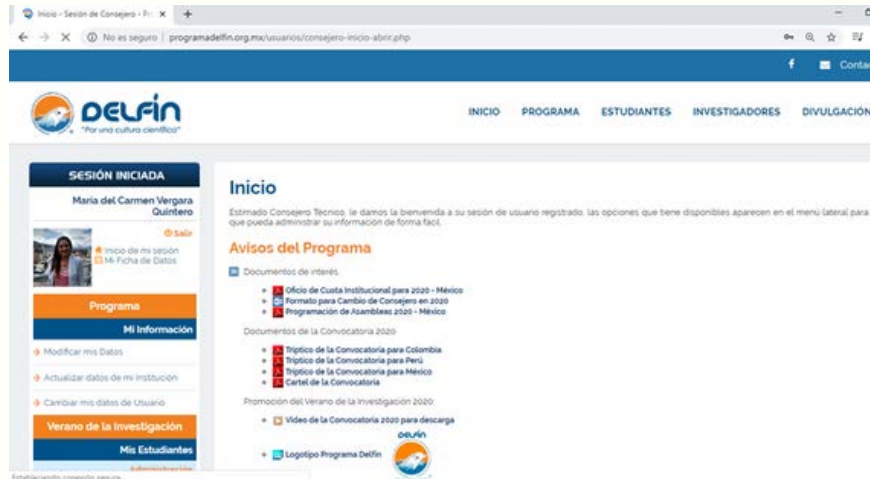 Inicio - Sesión de Consejero - Pr
No es seguro | programadelfin.org.mx/usuarios/consejero-inicio-abrir.php
Contac
DELFÍN
"Por una cultura científica"
INICIO PROGRAMA ESTUDIANTES INVESTIGADORES DIVULGACIÓN
SESIÓN INICIADA
Maria del Carmen Vergara
Quintero
Salir
Inicio de mi sesión
Mi Ficha de Datos
Programa
Mi Información
Modificar mis Datos
Actualizar datos de mi institución
Cambiar mis datos de Usuario
Verano de la Investigación
Mis Estudiantes
Administración
Estableciendo conexión segura...
Inicio
Estimado Consejero Técnico, le damos la bienvenida a su sesión de usuario registrado, las opciones que tiene disponibles aparecen en el menú lateral para
que pueda administrar su información de forma fácil.
Avisos del Programa
Documentos de interés
Oficio de Cuota Institucional para 2020 - México
Formato para Cambio de Consejero en 2020
Programación de Asambleas 2020 - México
Documentos de la Convocatoria 2020
Tríptico de la Convocatoria para Colombia
Tríptico de la Convocatoria para Perú
Tríptico de la Convocatoria para México
Cartel de la Convocatoria
Promoción del Verano de la Investigación 2020:
Video de la Convocatoria 2020 para descarga
DELFÍN
Logotipo Programa Delfín